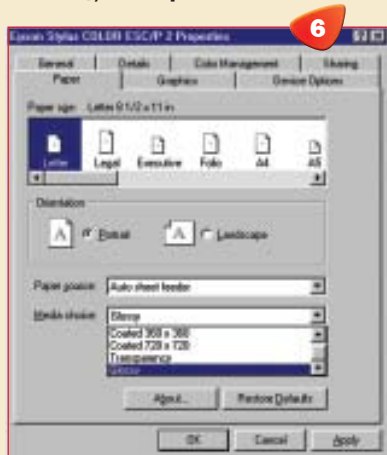 6
Epson Stylus COLOR ESC/P 2 Properties
General Details Color Management Sharing
Paper Graphics Device Options
Paper size: Letter 8 1/2 x 11 in
Letter Legal Executive Folio A4 A5
Orientation
A Portrait A Landscape
Paper source: Auto sheet feeder
Media choice: Glossy
Coated 360 x 360
Coated 720 x 720
Transparency
Glossy
About... Restore Defaults
OK Cancel Apply